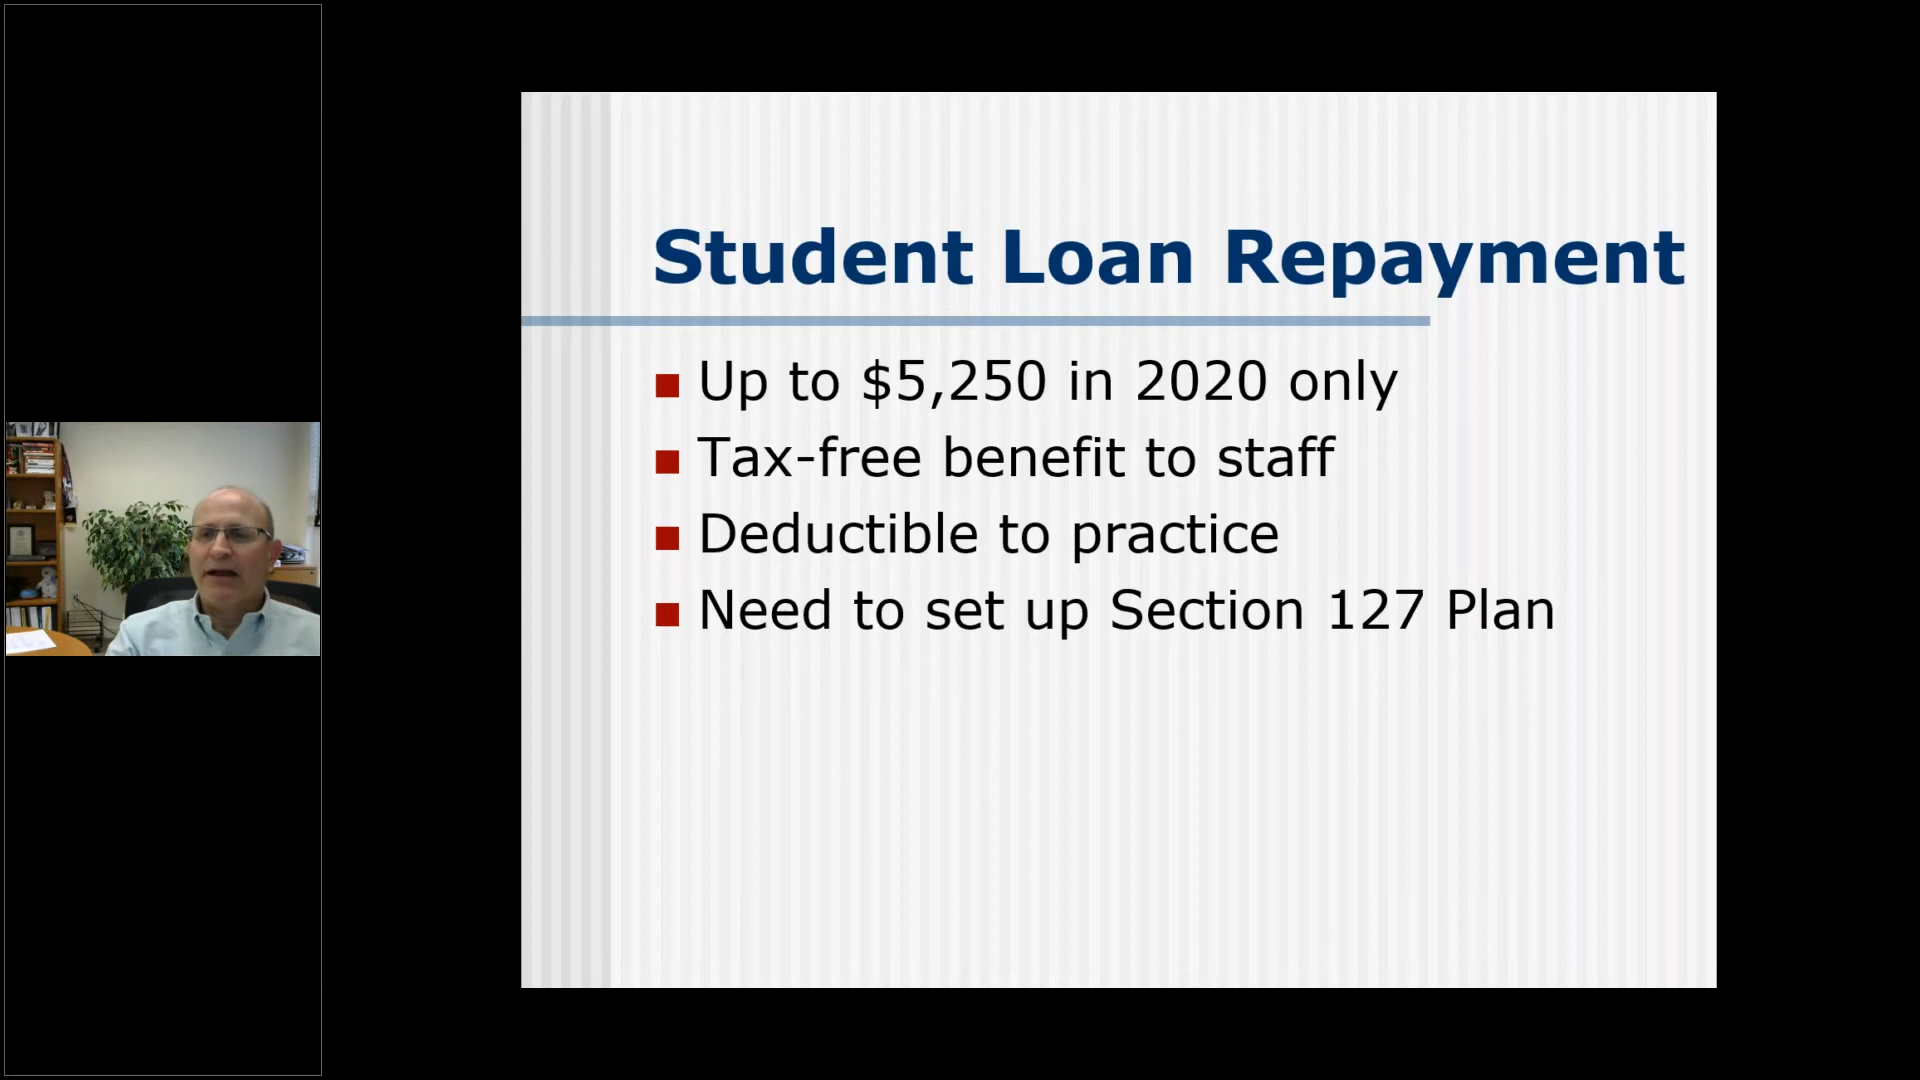 Student Loan Repayment
Up to $5,250 in 2020 only
Tax-free benefit to staff
Deductible to practice
Need to set up Section 127 Plan